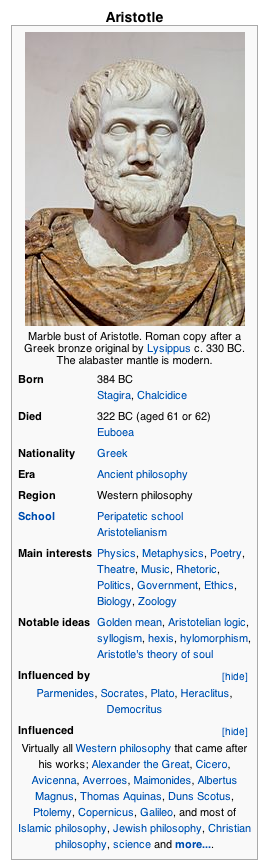 Aristotle
Marble bust of Aristotle. Roman copy after a
Greek bronze original by Lysippus c. 330 BC.
The alabaster mantle is modern.
Born 384 BC
Stagira, Chalcidice
Died 322 BC (aged 61 or 62)
Euboea
Nationality Greek
Era Ancient philosophy
Region Western philosophy
School Peripatetic school
Aristotelianism
Main interests Physics, Metaphysics, Poetry,
Theatre, Music, Rhetoric,
Politics, Government, Ethics,
Biology, Zoology
Notable ideas Golden mean, Aristotelian logic,
syllogism, hexis, hylomorphism,
Aristotle's theory of soul
Influenced by [hide]
Parmenides, Socrates, Plato, Heraclitus,
Democritus
Influenced [hide]
Virtually all Western philosophy that came after
his works; Alexander the Great, Cicero,
Avicenna, Averroes, Maimonides, Albertus
Magnus, Thomas Aquinas, Duns Scotus,
Ptolemy, Copernicus, Galileo, and most of
Islamic philosophy, Jewish philosophy, Christian
philosophy, science and more....